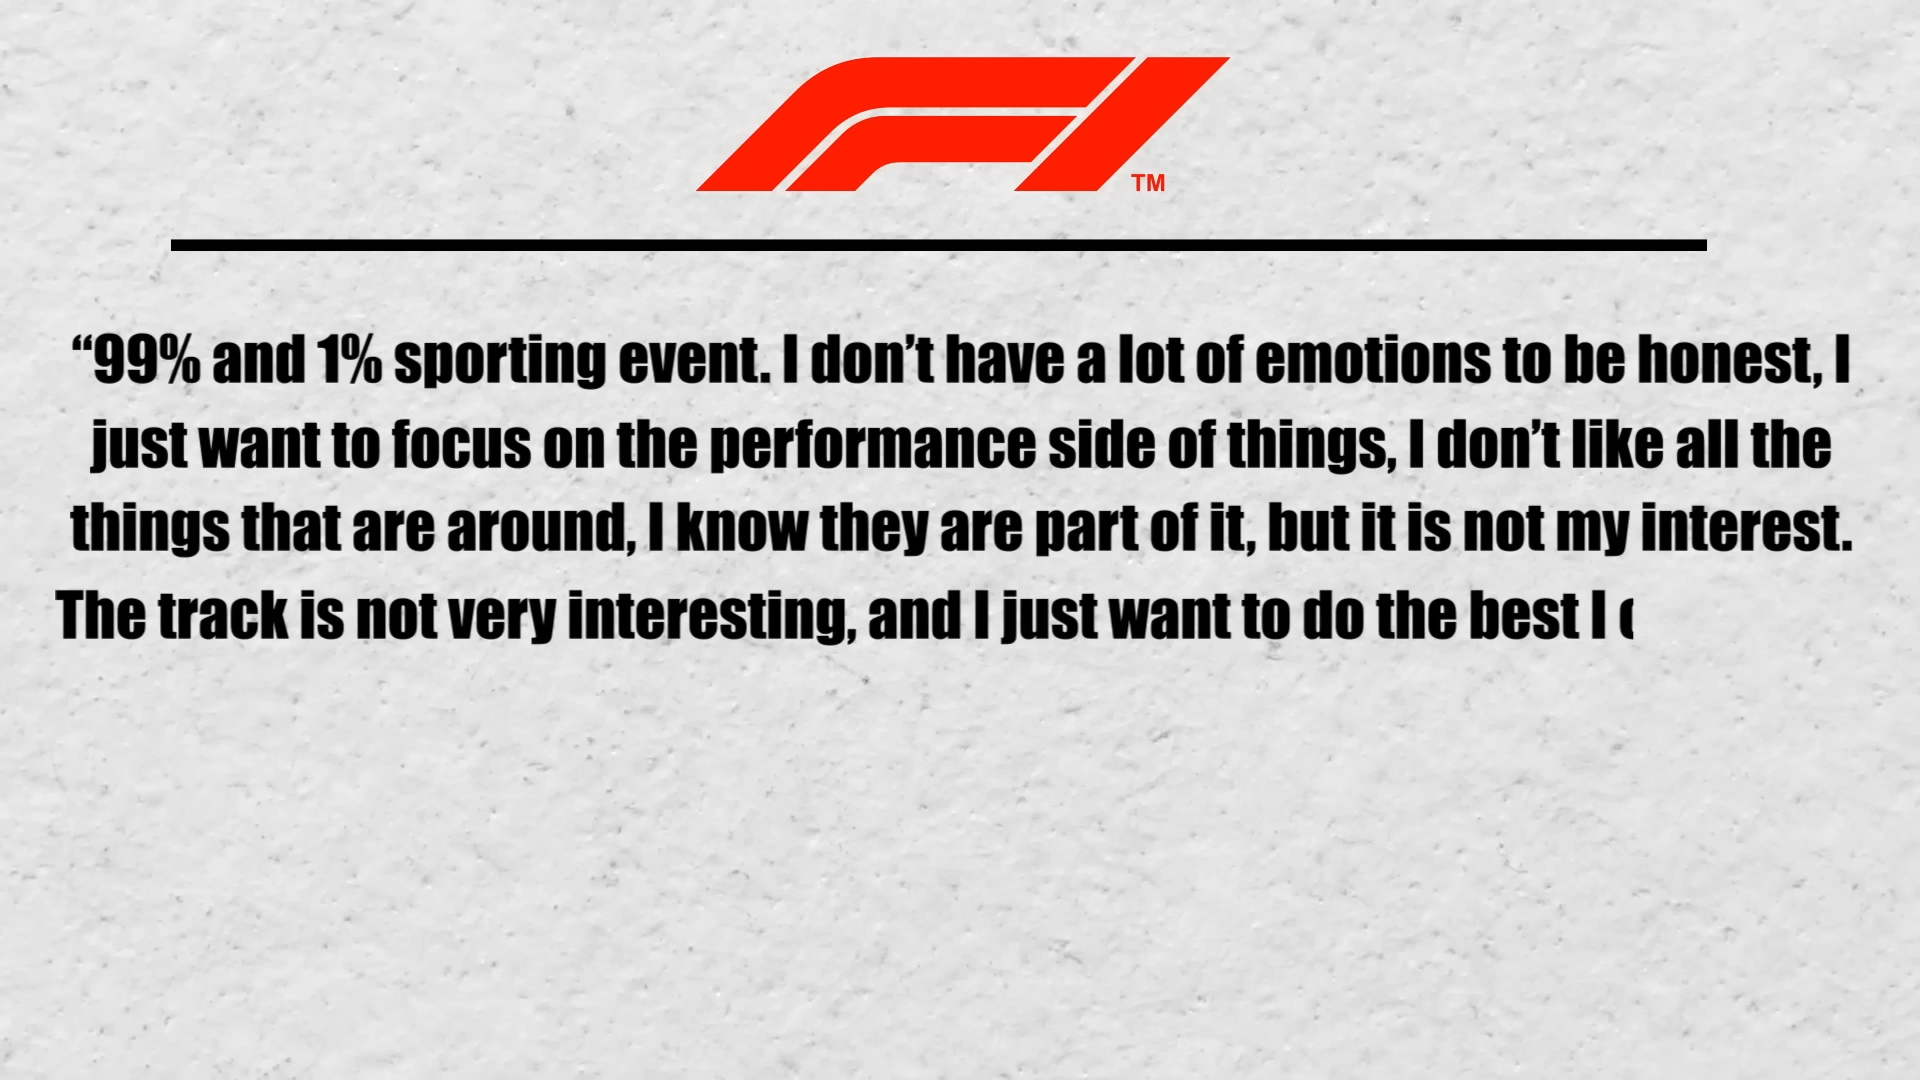 F1
TM
“99% and 1% sporting event. I don’t have a lot of emotions to be honest, I
just want to focus on the performance side of things, I don’t like all the
things that are around, I know they are part of it, but it is not my interest.
The track is not very interesting, and I just want to do the best I